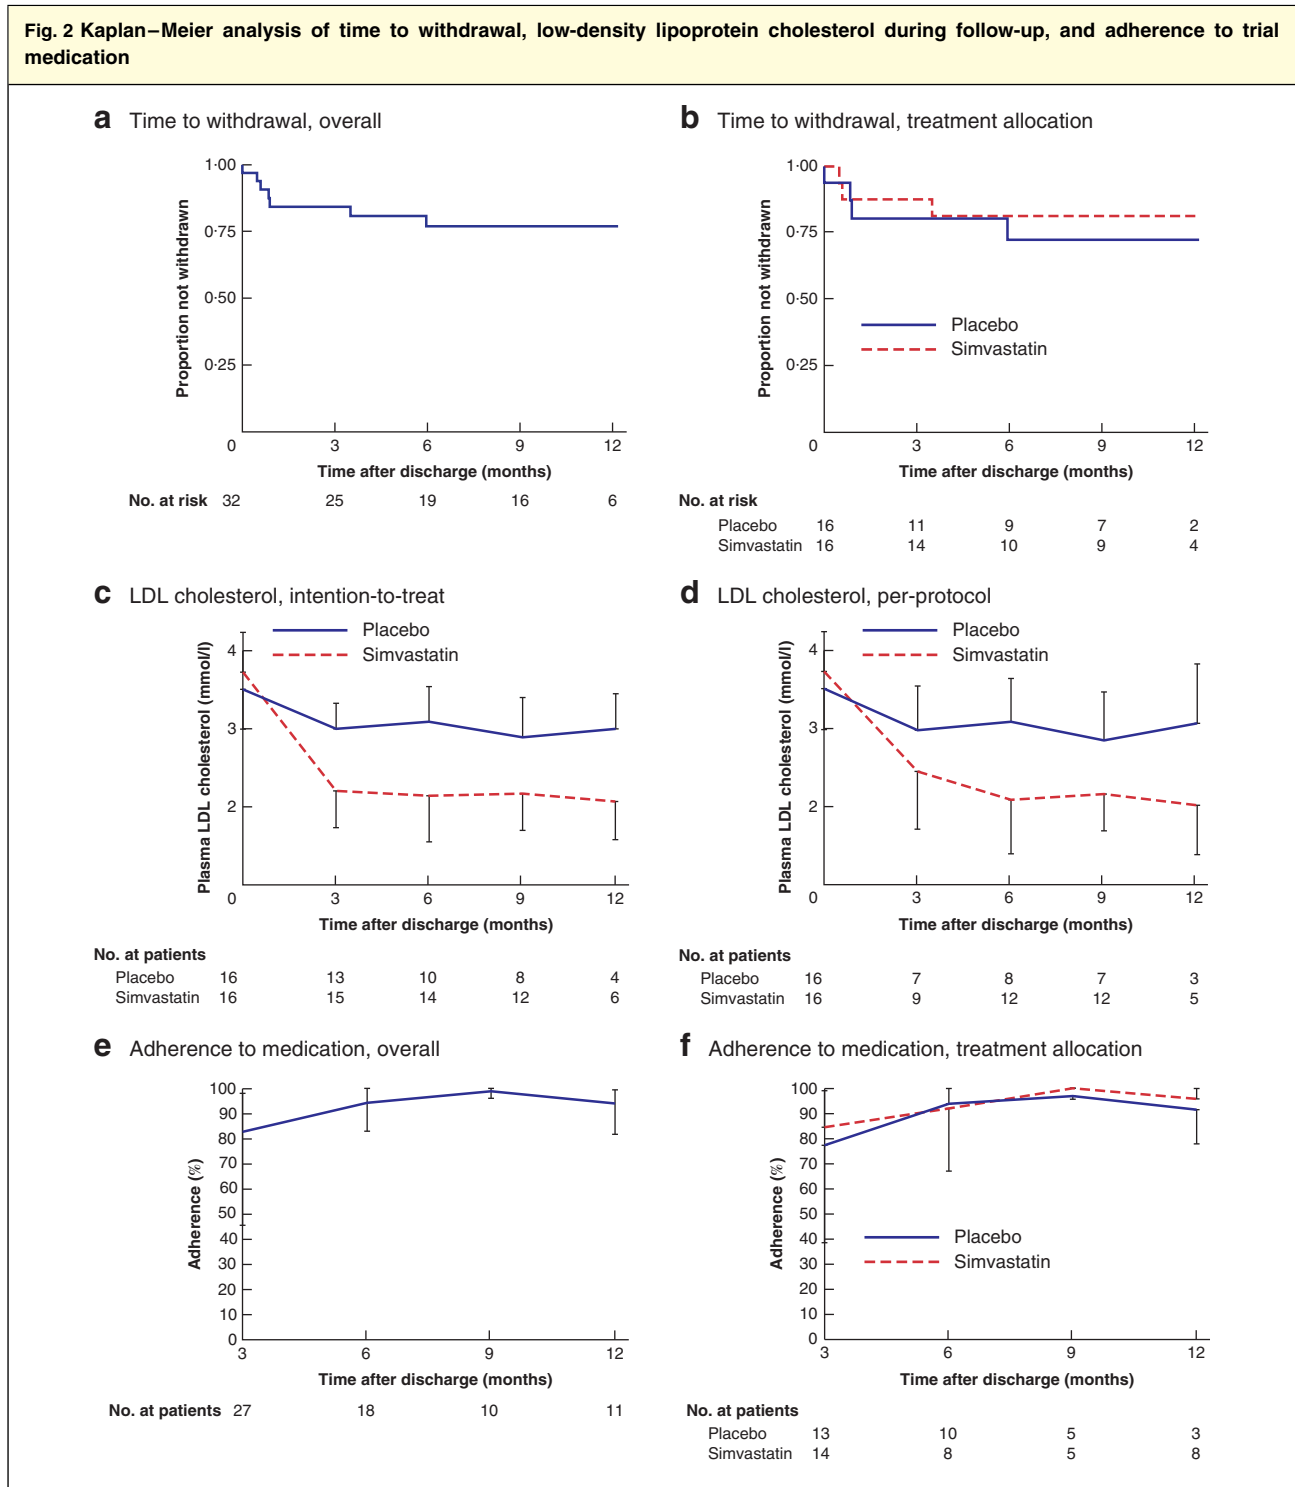 Fig. 2 Kaplan–Meier analysis of time to withdrawal, low-density lipoprotein cholesterol during follow-up, and adherence to trial
medication
a Time to withdrawal, overall
1·00
0·75
0·50
0·25
Proportion not withdrawn
0 3 6 9 12
Time after discharge (months)
No. at risk 32 25 19 16 6
b Time to withdrawal, treatment allocation
1·00
0·75
0·50
0·25
Proportion not withdrawn
Placebo
Simvastatin
0 3 6 9 12
Time after discharge (months)
No. at risk
Placebo 16 11 9 7 2
Simvastatin 16 14 10 9 4
c LDL cholesterol, intention-to-treat
Placebo
Simvastatin
4
3
2
Plasma LDL cholesterol (mmol/l)
0 3 6 9 12
Time after discharge (months)
No. at patients
Placebo 16 13 10 8 4
Simvastatin 16 15 14 12 6
d LDL cholesterol, per-protocol
Placebo
Simvastatin
4
3
2
Plasma LDL cholesterol (mmol/l)
0 3 6 9 12
Time after discharge (months)
No. at patients
Placebo 16 7 8 7 3
Simvastatin 16 9 12 12 5
e Adherence to medication, overall
100
90
80
70
60
50
40
30
20
10
0
Adherence (%)
3 6 9 12
Time after discharge (months)
No. at patients 27 18 10 11
f Adherence to medication, treatment allocation
100
90
80
70
60
50
40
30
20
10
0
Adherence (%)
Placebo
Simvastatin
3 6 9 12
Time after discharge (months)
No. at patients
Placebo 13 10 5 3
Simvastatin 14 8 5 8